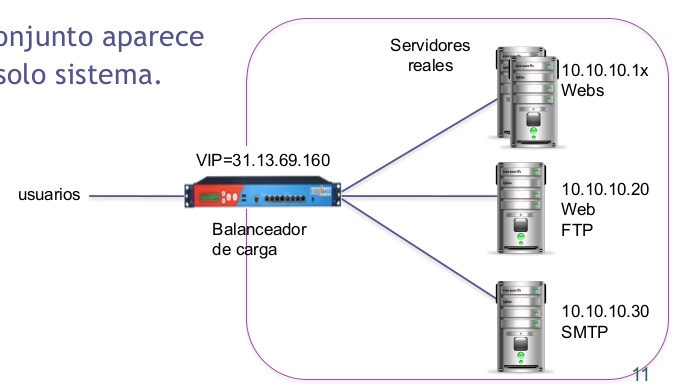 onjunto aparece
solo sistema.
Servidores
reales
10.10.10.1x
Webs
VIP=31.13.69.160
usuarios
Balanceador
de carga
10.10.10.20
Web
FTP
10.10.10.30
SMTP
11